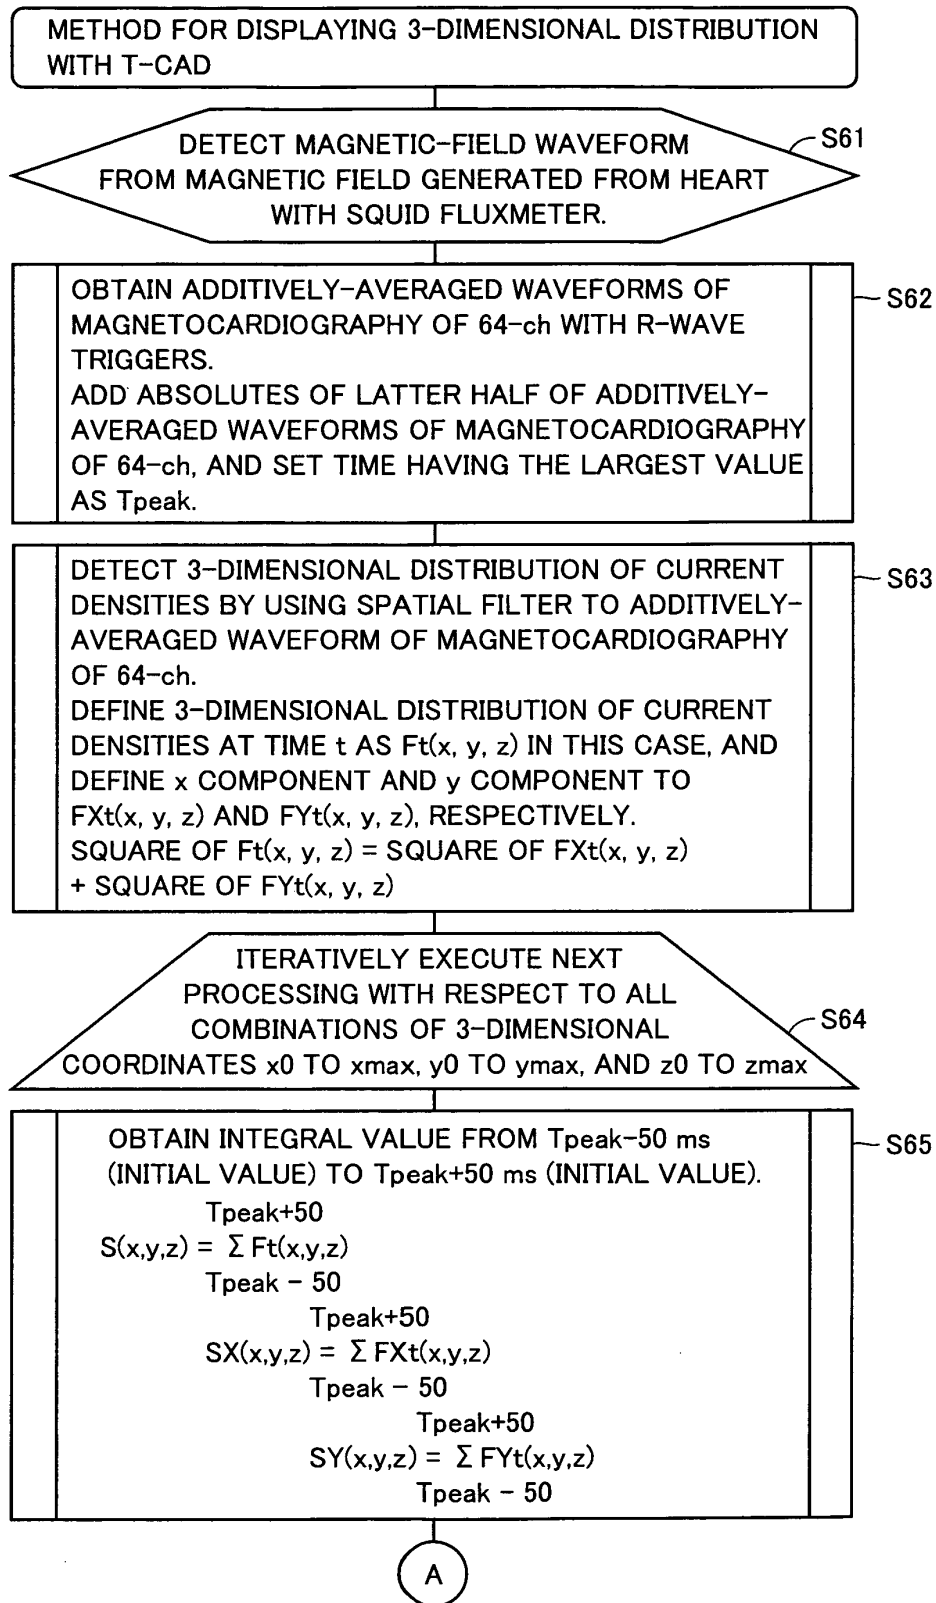 METHOD FOR DISPLAYING 3-DIMENSIONAL DISTRIBUTION
WITH T-CAD
DETECT MAGNETIC-FIELD WAVEFORM
FROM MAGNETIC FIELD GENERATED FROM HEART
WITH SQUID FLUXMETER.
S61
OBTAIN ADDITIVELY-AVERAGED WAVEFORMS OF
MAGNETOCARDIOGRAPHY OF 64-ch WITH R-WAVE
TRIGGERS.
ADD ABSOLUTES OF LATTER HALF OF ADDITIVELY-
AVERAGED WAVEFORMS OF MAGNETOCARDIOGRAPHY
OF 64-ch, AND SET TIME HAVING THE LARGEST VALUE
AS Tpeak.
S62
DETECT 3-DIMENSIONAL DISTRIBUTION OF CURRENT
DENSITIES BY USING SPATIAL FILTER TO ADDITIVELY-
AVERAGED WAVEFORM OF MAGNETOCARDIOGRAPHY
OF 64-ch.
DEFINE 3-DIMENSIONAL DISTRIBUTION OF CURRENT
DENSITIES AT TIME t AS Ft(x, y, z) IN THIS CASE, AND
DEFINE x COMPONENT AND y COMPONENT TO
FXt(x, y, z) AND FYt(x, y, z), RESPECTIVELY.
SQUARE OF Ft(x, y, z) = SQUARE OF FXt(x, y, z)
+ SQUARE OF FYt(x, y, z)
S63
ITERATIVELY EXECUTE NEXT
PROCESSING WITH RESPECT TO ALL
COMBINATIONS OF 3-DIMENSIONAL
COORDINATES x0 TO xmax, y0 TO ymax, AND z0 TO zmax
S64
OBTAIN INTEGRAL VALUE FROM Tpeak-50 ms
(INITIAL VALUE) TO Tpeak+50 ms (INITIAL VALUE).
Tpeak+50
S(x,y,z) = Σ Ft(x,y,z)
Tpeak - 50
Tpeak+50
SX(x,y,z) = Σ FXt(x,y,z)
Tpeak - 50
Tpeak+50
SY(x,y,z) = Σ FYt(x,y,z)
Tpeak - 50
S65
A